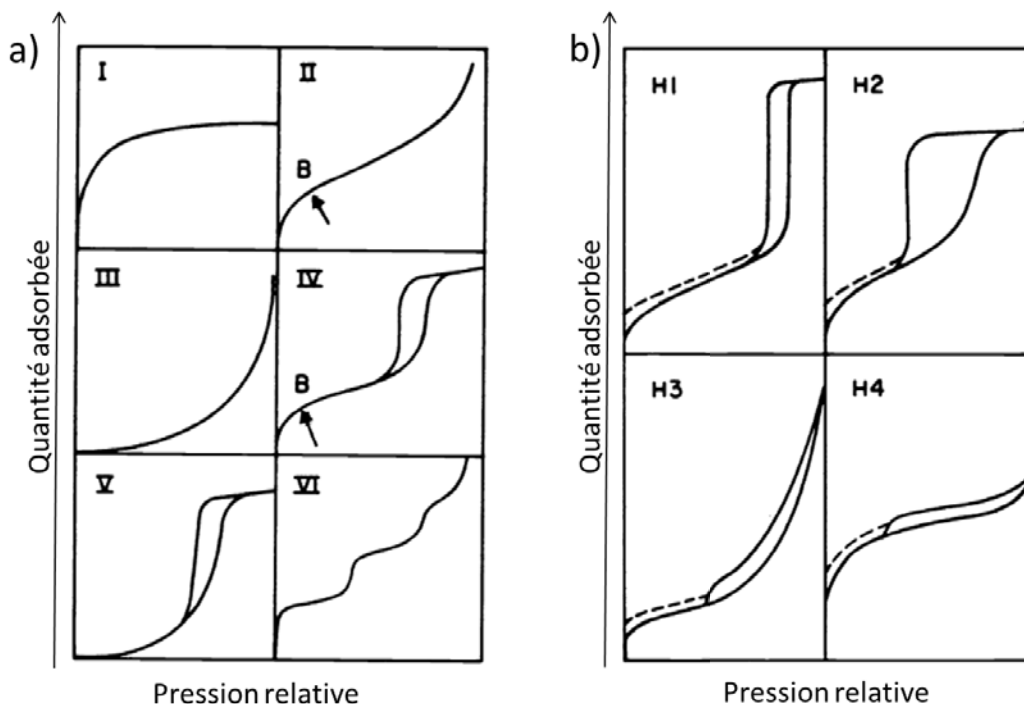 a)
Quantité adsorbée
I
II
B
III
IV
B
V
VI
Pression relative
b)
Quantité adsorbée
H1
H2
H3
H4
Pression relative